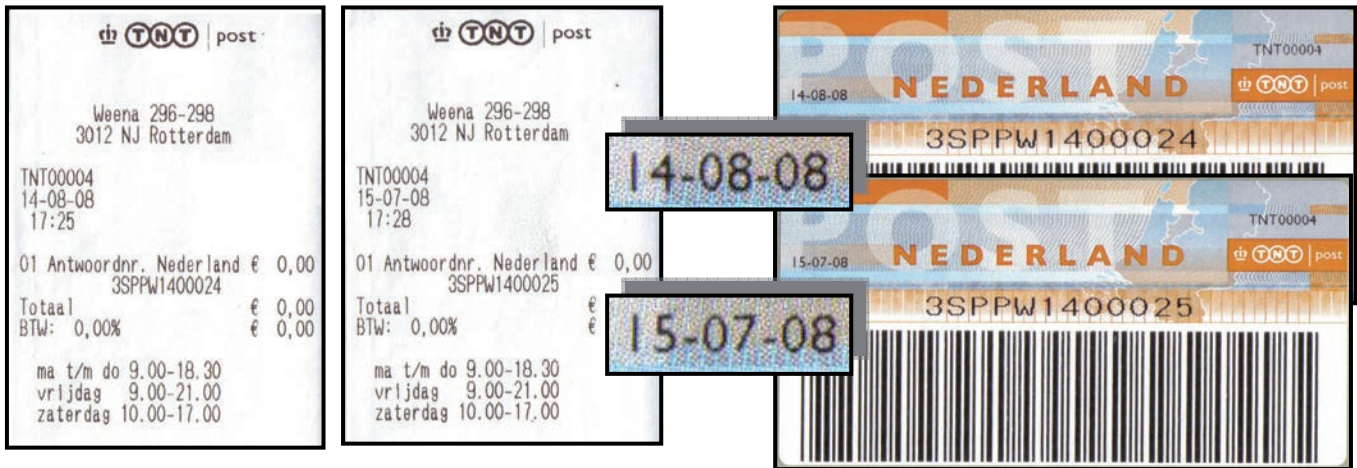 TNT | post
Weena 296-298
3012 NJ Rotterdam
TNT00004
14-08-08
17:25
01 Antwoordnr. Nederland € 0,00
3SPPW1400024
Totaal € 0,00
BTW: 0,00% € 0,00
ma t/m do 9.00-18.30
vrijdag 9.00-21.00
zaterdag 10.00-17.00
TNT | post
Weena 296-298
3012 NJ Rotterdam
TNT00004
15-07-08
17:28
01 Antwoordnr. Nederland € 0,00
3SPPW1400025
Totaal €
BTW: 0,00% €
ma t/m do 9.00-18.30
vrijdag 9.00-21.00
zaterdag 10.00-17.00
14-08-08
15-07-08
POST
TNT00004
14-08-08 NEDERLAND TNT | post
3SPPW1400024
POST
TNT00004
15-07-08 NEDERLAND TNT | post
3SPPW1400025